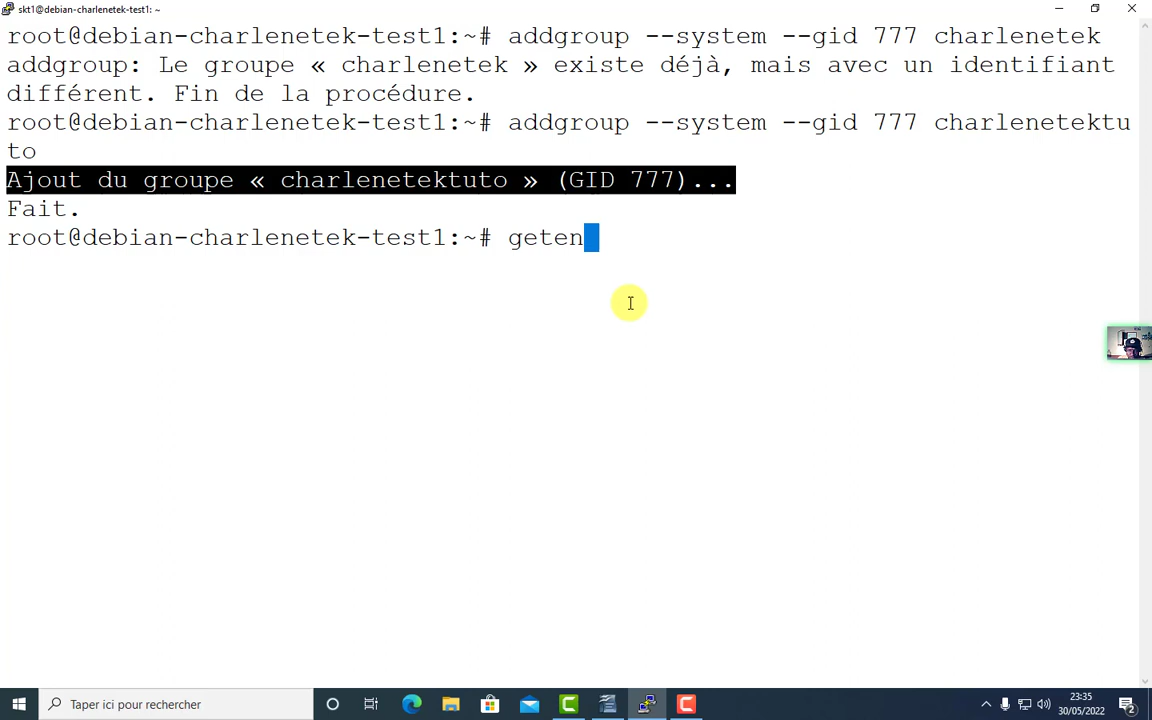 skt1@debian-charlenetek-test1: ~
root@debian-charlenetek-test1:~# addgroup --system --gid 777 charlenetek
addgroup: Le groupe « charlenetek » existe déjà, mais avec un identifiant
différent. Fin de la procédure.
root@debian-charlenetek-test1:~# addgroup --system --gid 777 charlenetektu
to
Ajout du groupe « charlenetektuto » (GID 777)...
Fait.
root@debian-charlenetek-test1:~# geten
Taper ici pour rechercher
23:35
30/05/2022
2